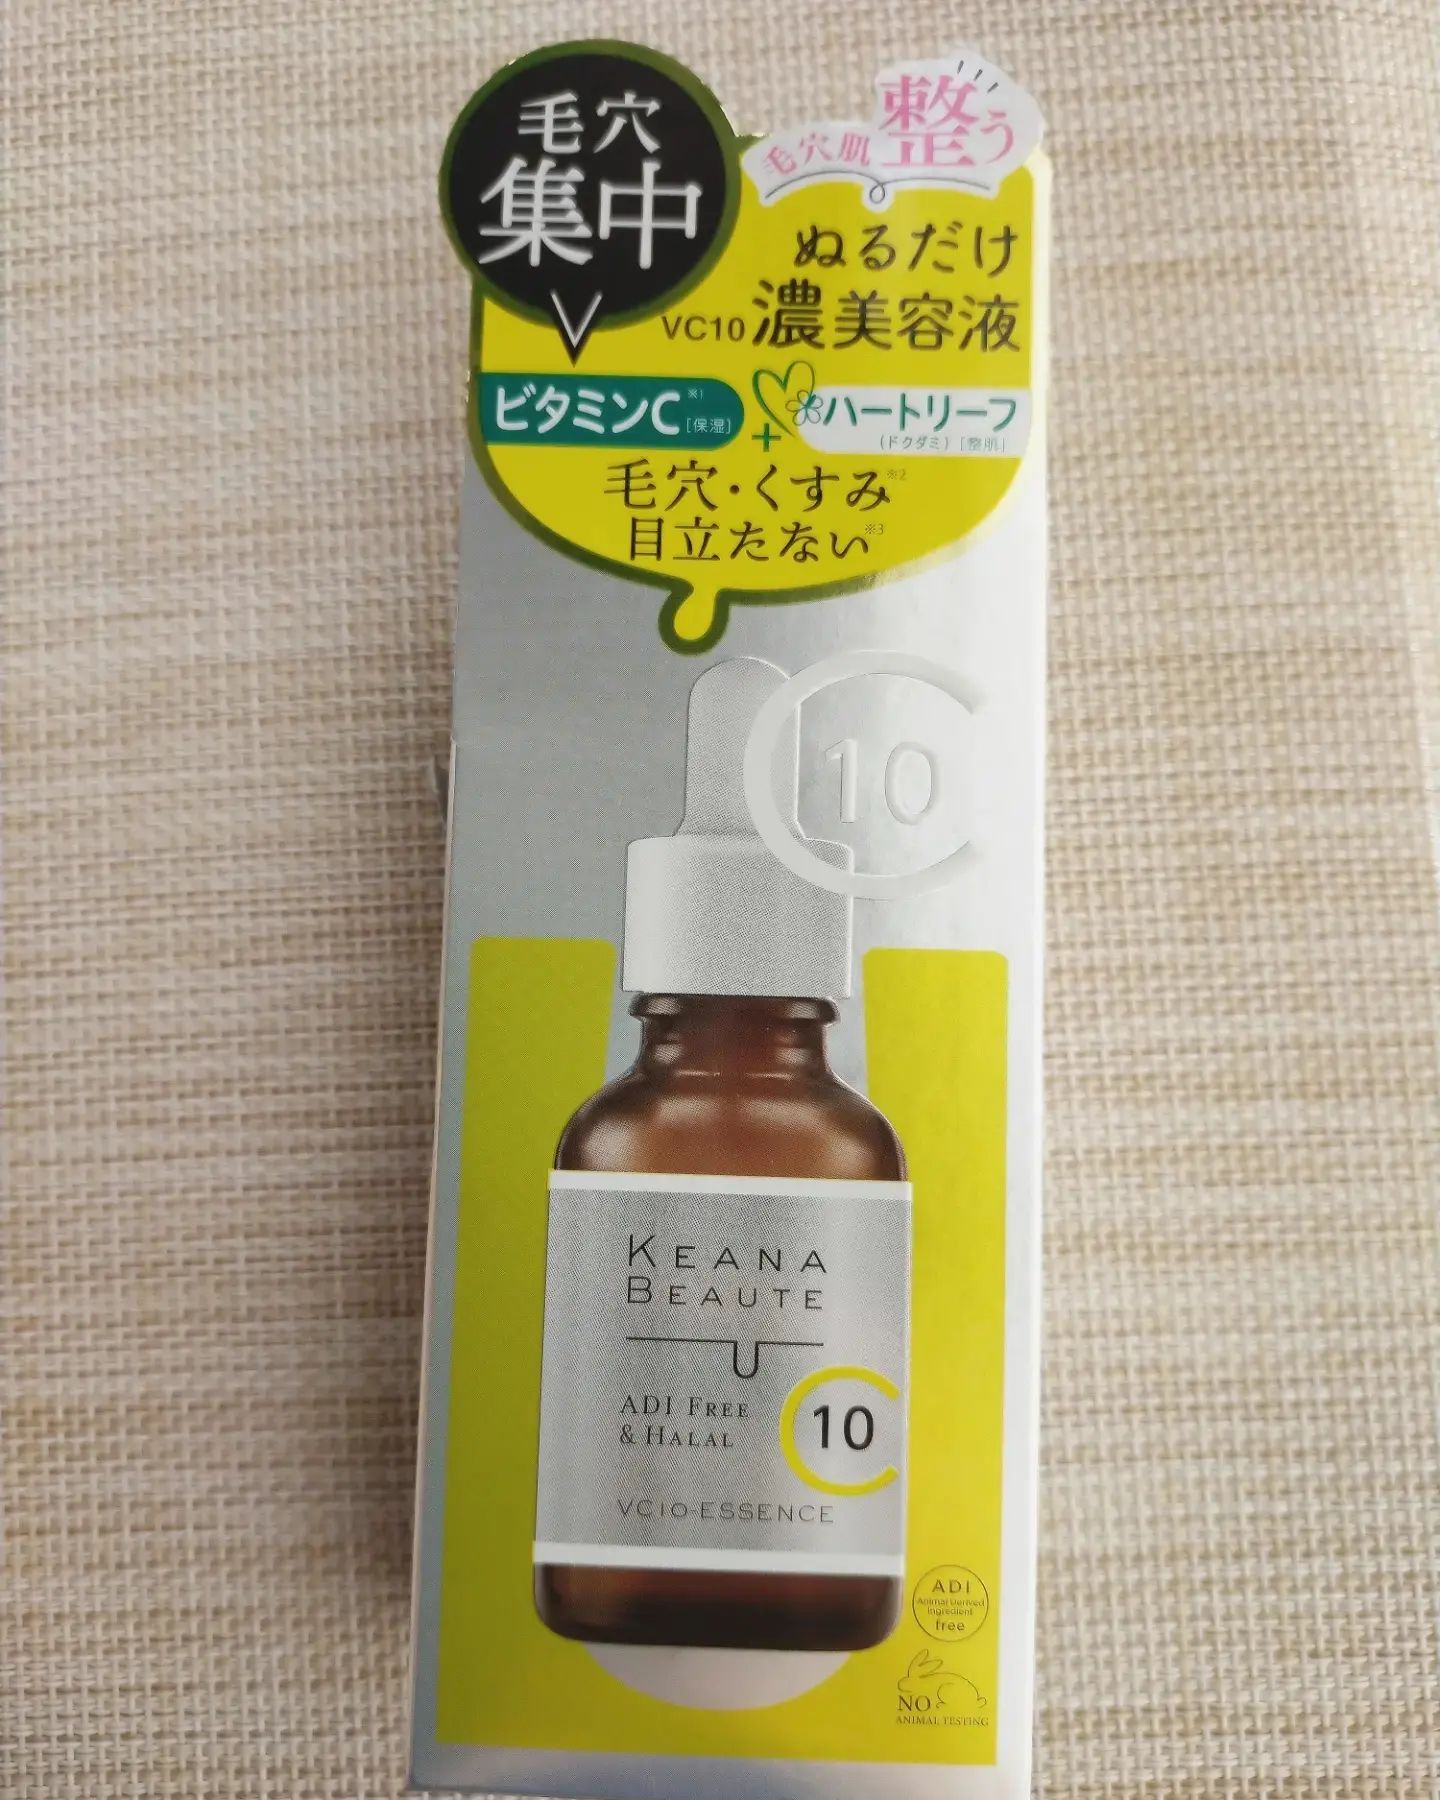 毛穴
集中
毛穴肌 整う
ぬるだけ
VC10 濃美容液
ビタミンC※1 [保湿]
+
ハートリーフ
(ドクダミ) [整肌]
毛穴・くすみ※2
目立たない※3
10
KEANA
BEAUTE
ADI FREE
& HALAL
C10
VC10-ESSENCE
ADI
Animal Derived
Ingredient
free
NO
ANIMAL TESTING